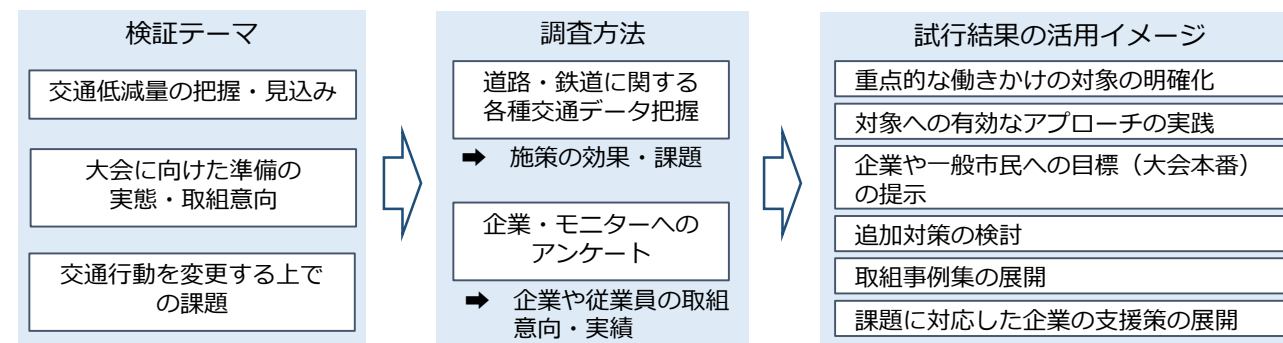 検証テーマ
交通低減量の把握・見込み
大会に向けた準備の
実態・取組意向
交通行動を変更する上で
の課題
調査方法
道路・鉄道に関する
各種交通データ把握
➡ 施策の効果・課題
企業・モニターへの
アンケート
➡ 企業や従業員の取組
意向・実績
試行結果の活用イメージ
重点的な働きかけの対象の明確化
対象への有効なアプローチの実践
企業や一般市民への目標（大会本番）
の提示
追加対策の検討
取組事例集の展開
課題に対応した企業の支援策の展開